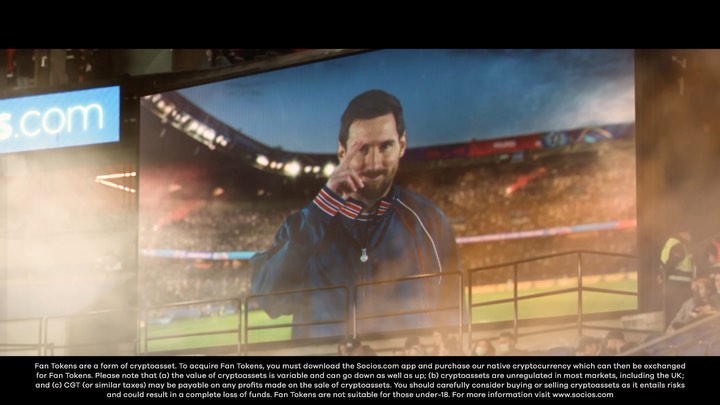 s.com
Fan Tokens are a form of cryptoasset. To acquire Fan Tokens, you must download the Socios.com app and purchase our native cryptocurrency which can then be exchanged
for Fan Tokens. Please note that (a) the value of cryptoassets is variable and can go down as well as up; (b) cryptoassets are unregulated in most markets, including the UK;
and (c) CGT (or similar taxes) may be payable on any profits made on the sale of cryptoassets. You should carefully consider buying or selling cryptoassets as it entails risks
and could result in a complete loss of funds. Fan Tokens are not suitable for those under-18. For more information visit www.socios.com